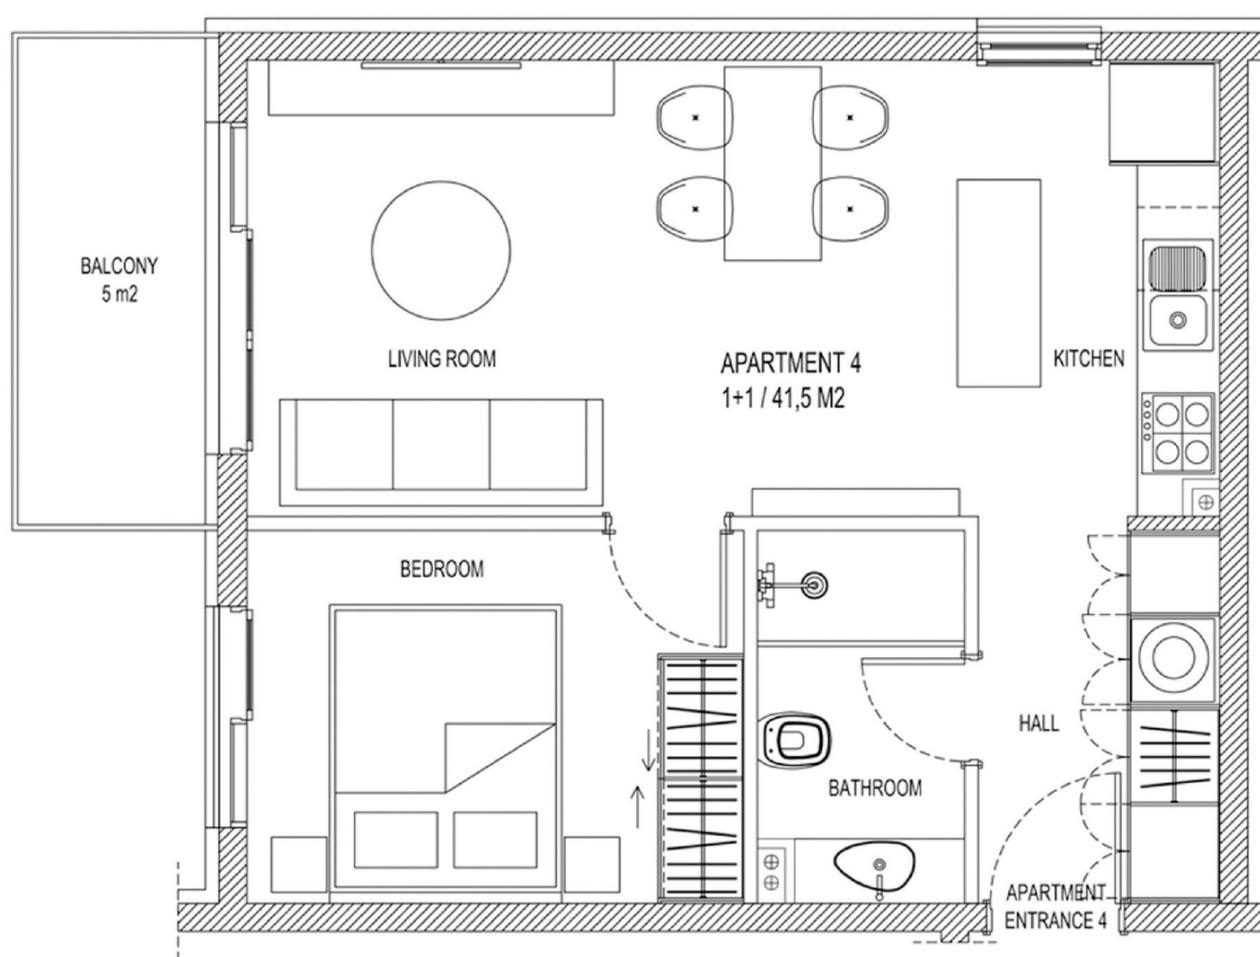 BALCONY
5 m2
LIVING ROOM
APARTMENT 4
1+1 / 41,5 M2
KITCHEN
BEDROOM
HALL
BATHROOM
APARTMENT
ENTRANCE 4